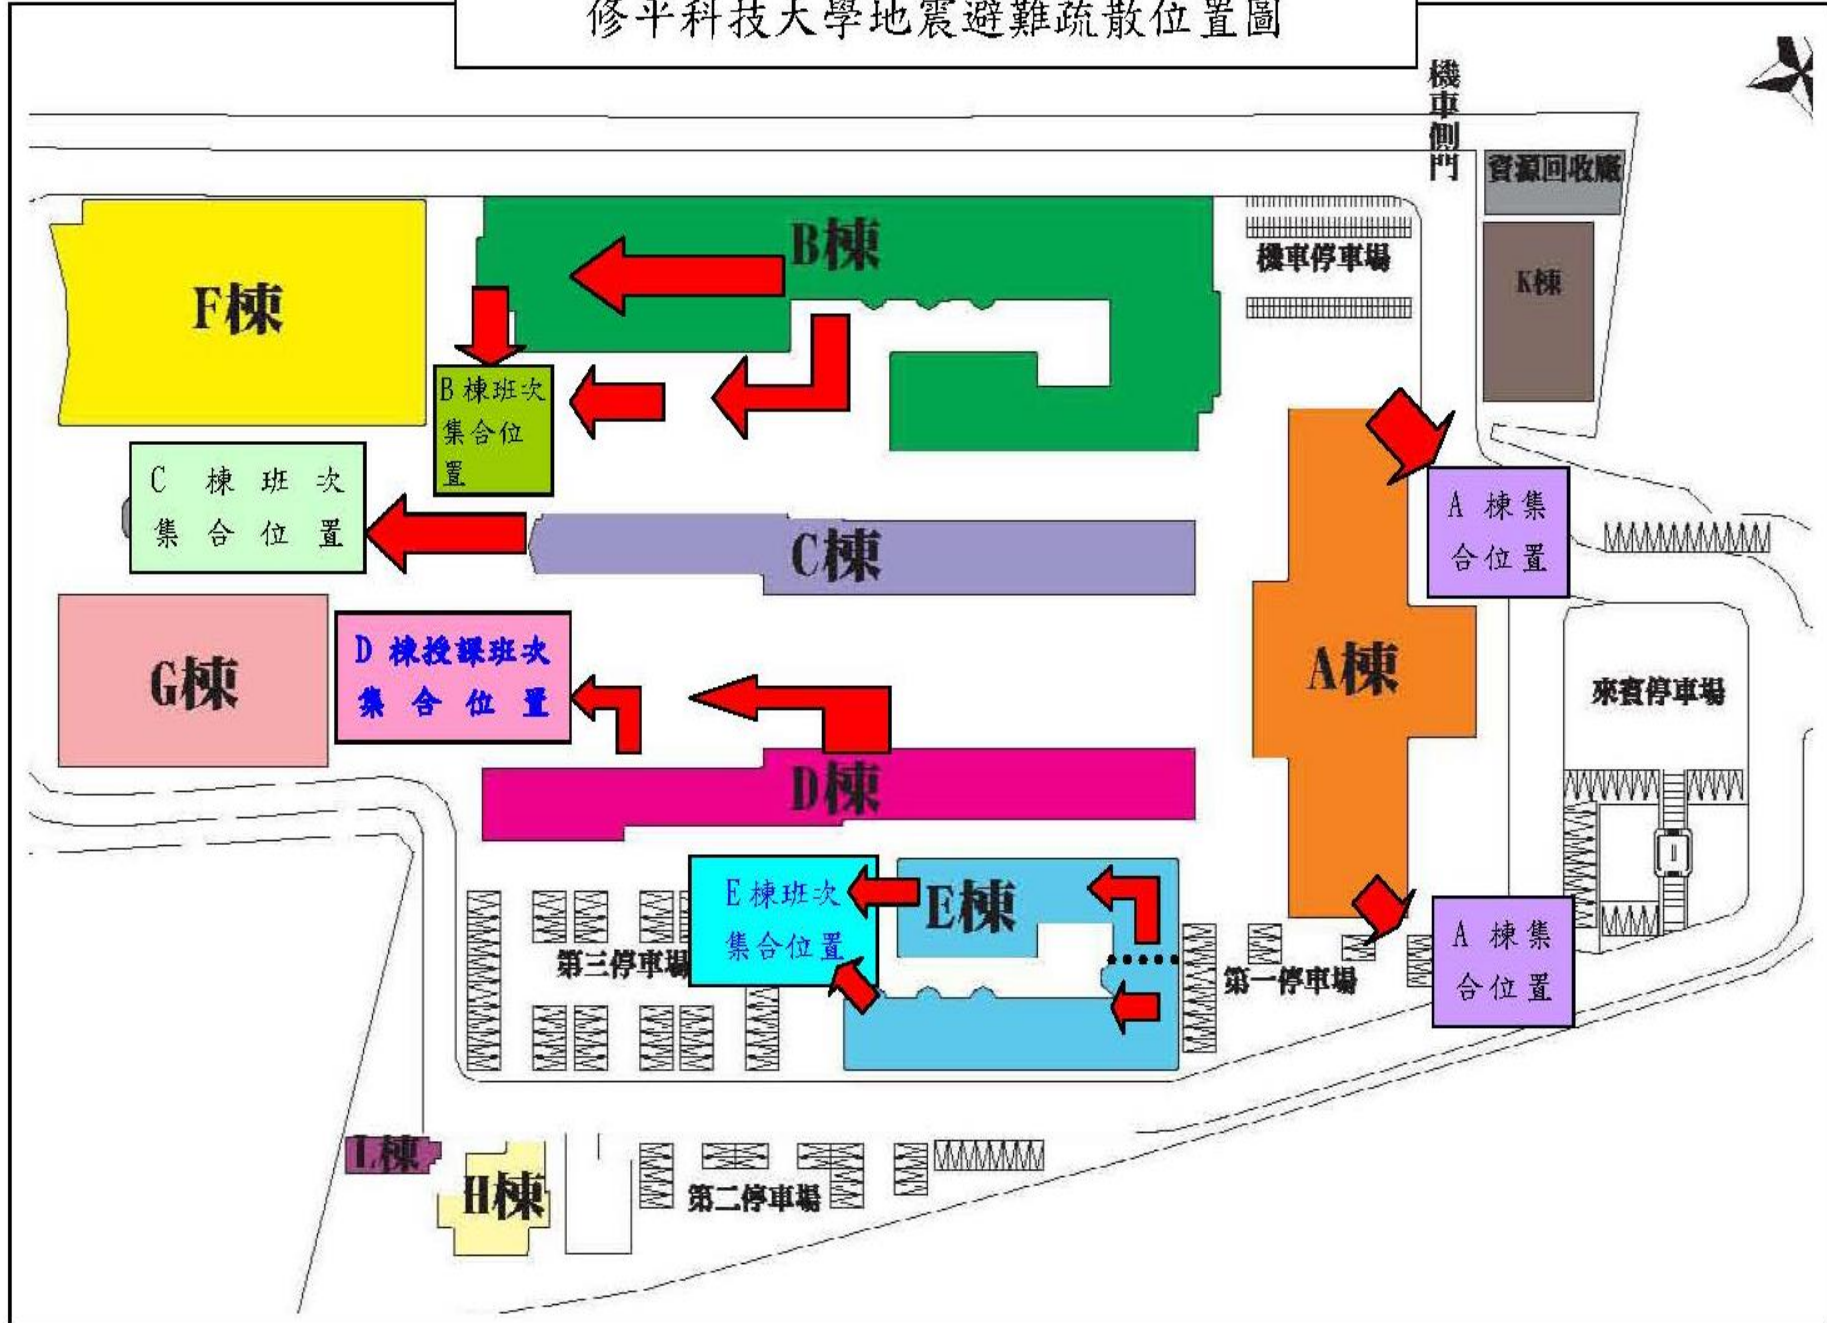 修平科技大學地震避難疏散位置圖
機車側門
資源回收廠
B棟
機車停車場
K棟
F棟
B棟班次
集合位
置
C棟班次
集合位置
A棟集
合位置
C棟
D棟授課班次
集合位置
G棟
A棟
來賓停車場
D棟
E棟班次
集合位置
E棟
第三停車場
第一停車場
A棟集
合位置
L棟
H棟
第二停車場